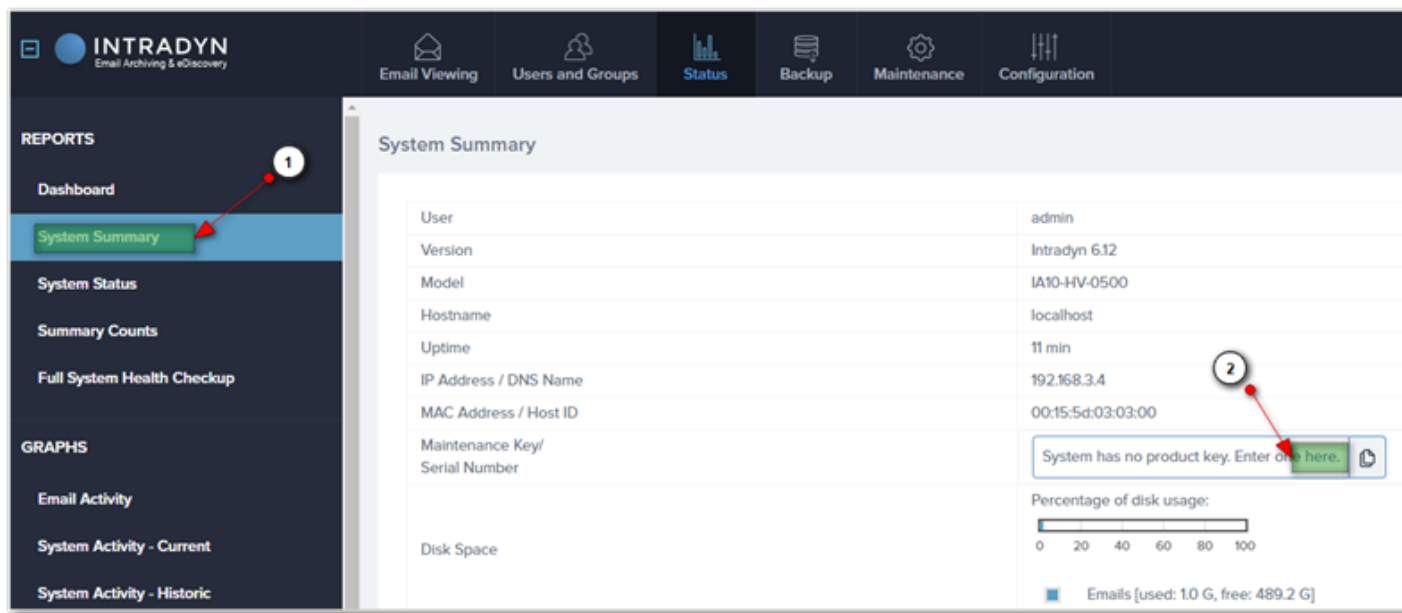 INTRADYN
Email Archiving & eDiscovery
Email Viewing
Users and Groups
Status
Backup
Maintenance
Configuration
REPORTS
1
Dashboard
System Summary
System Status
Summary Counts
Full System Health Checkup
GRAPHS
Email Activity
System Activity - Current
System Activity - Historic
System Summary
User admin
Version Intradyn 6.12
Model IA10-HV-0500
Hostname localhost
Uptime 11 min
2
IP Address / DNS Name 192.168.3.4
MAC Address / Host ID 00:15:5d:03:03:00
Maintenance Key/
Serial Number
System has no product key. Enter one here.
Disk Space
Percentage of disk usage:
0 20 40 60 80 100
Emails [used: 1.0 G, free: 489.2 G]